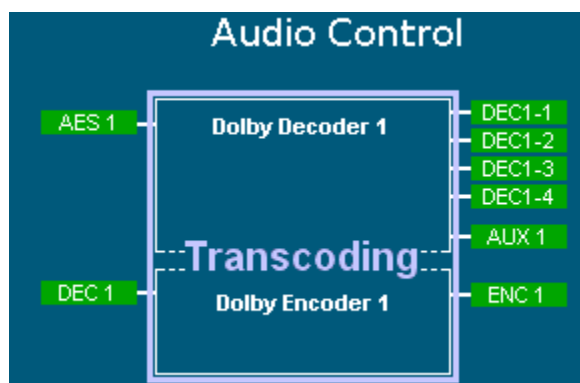 Audio Control
AES 1
Dolby Decoder 1
DEC1-1
DEC1-2
DEC1-3
DEC1-4
AUX 1
Transcoding
DEC 1
Dolby Encoder 1
ENC 1